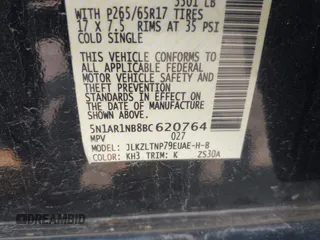 5501 LB
WITH P265/65R17 TIRES
17 X 7.5 RIMS AT 35 PSI
COLD SINGLE
THIS VEHICLE CONFORMS TO ALL
APPLICABLE FEDERAL MOTOR VEHICLE
SAFETY, BUMPER AND
THEFT PREVENTION
STANDARDS IN EFFECT ON THE
DATE OF MANUFACTURE
SHOWN ABOVE.
5N1AR1NB8BC620764
MPV 027
MODEL: JLKZLTNP79EUAE-H-B
COLOR: KH3 TRIM: K ZS30A
DREAMBID